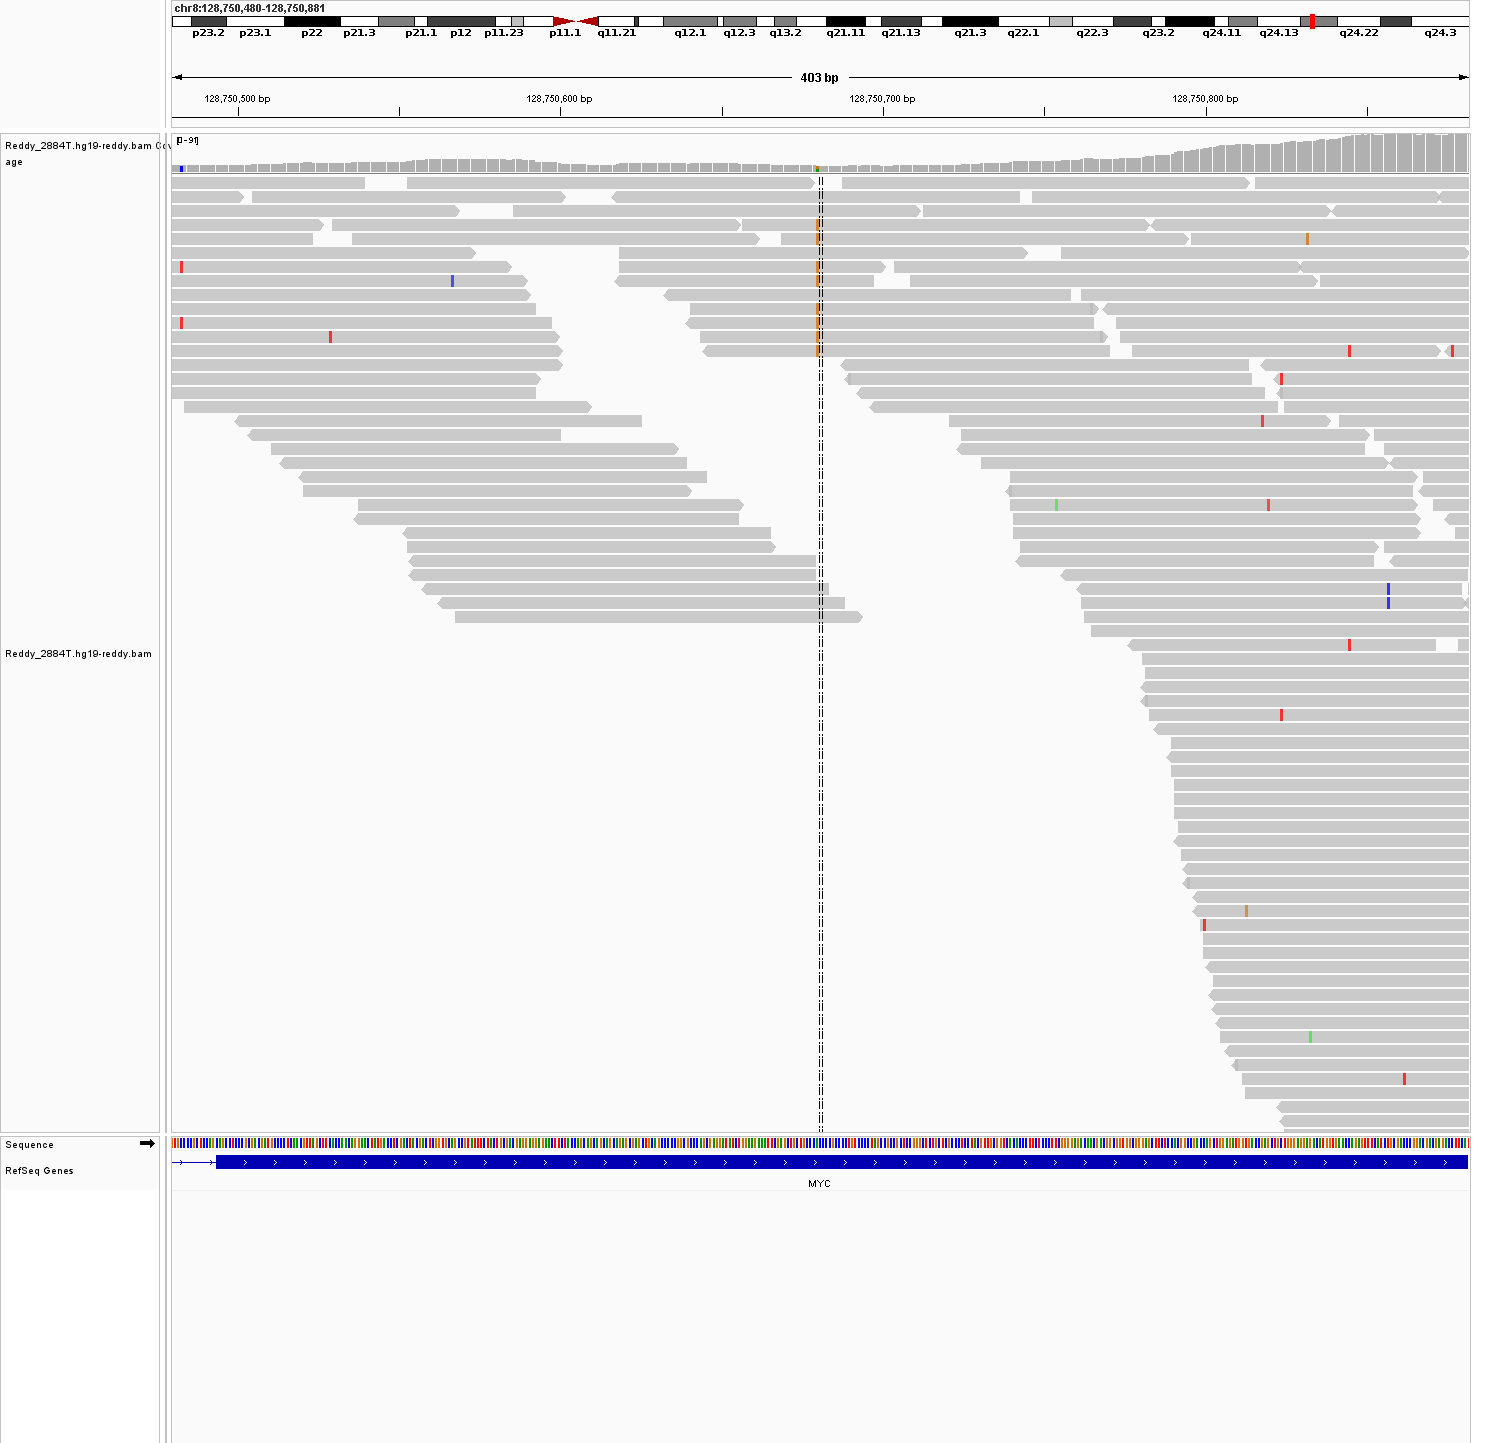 chr8:128,750,480-128,750,881
p23.2 p23.1 p22 p21.3 p21.1 p12 p11.23 p11.1 q11.21 q12.1 q12.3 q13.2 q21.11 q21.13 q21.3 q22.1 q22.3 q23.2 q24.11 q24.13 q24.22 q24.3
403 bp
128,750,500 bp 128,750,600 bp 128,750,700 bp 128,750,800 bp
[0-91]
Reddy_2884T.hg19-reddy.bam Cov
age
Reddy_2884T.hg19-reddy.bam
Sequence
RefSeq Genes
MYC